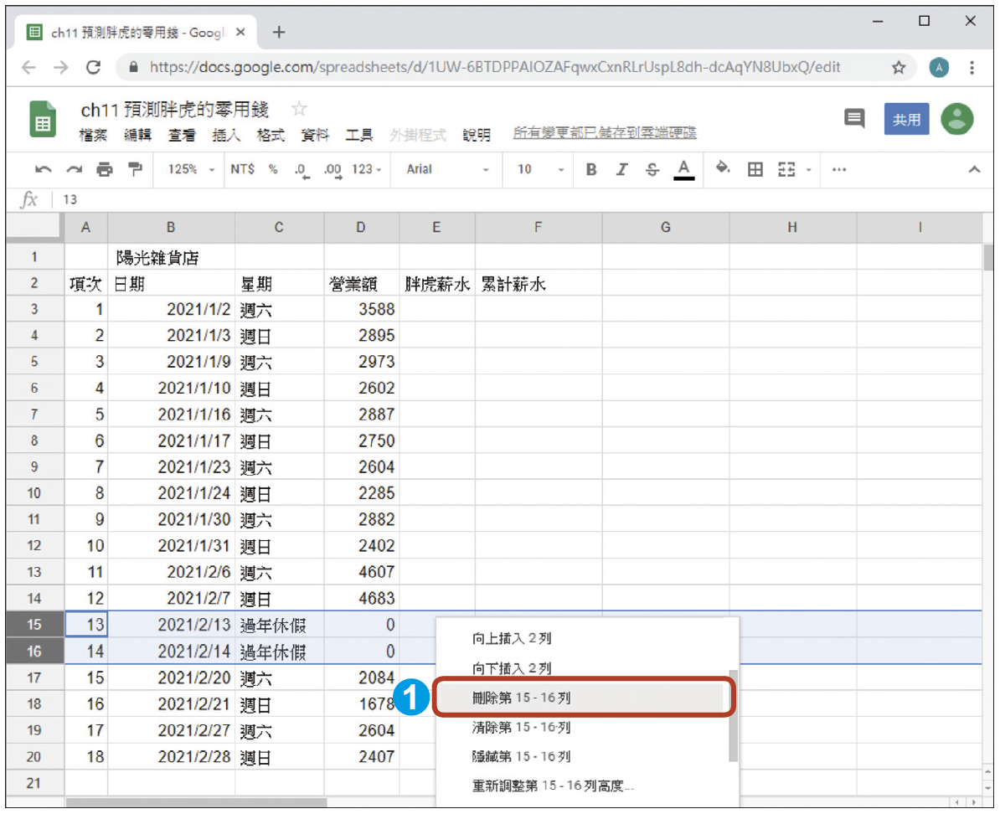 ch11 預測胖虎的零用錢 - Googl
https://docs.google.com/spreadsheets/d/1UW-6BTDPPAIOZAFqwxCxnRLrUspL8dh-dcAqYN8UbxQ/edit
A
ch11 預測胖虎的零用錢
共用
檔案 編輯 查看 插入 格式 資料 工具 外掛程式 說明 所有變更都已儲存到雲端硬碟
125% NT$ % .0 .00 123 Arial 10 B I S A ...
fx 13
A B C D E F G H I
1 陽光雜貨店
2 項次 日期 星期 營業額 胖虎薪水 累計薪水
3 1 2021/1/2 週六 3588
4 2 2021/1/3 週日 2895
5 3 2021/1/9 週六 2973
6 4 2021/1/10 週日 2602
7 5 2021/1/16 週六 2887
8 6 2021/1/17 週日 2750
9 7 2021/1/23 週六 2604
10 8 2021/1/24 週日 2285
11 9 2021/1/30 週六 2882
12 10 2021/1/31 週日 2402
13 11 2021/2/6 週六 4607
14 12 2021/2/7 週日 4683
15 13 2021/2/13 過年休假 0
16 14 2021/2/14 過年休假 0
17 15 2021/2/20 週六 2084
18 16 2021/2/21 週日 1678
19 17 2021/2/27 週六 2604
20 18 2021/2/28 週日 2407
21
向上插入 2 列
向下插入 2 列
1 刪除第 15 - 16 列
清除第 15 - 16 列
隱藏第 15 - 16 列
重新調整第 15 - 16 列高度...